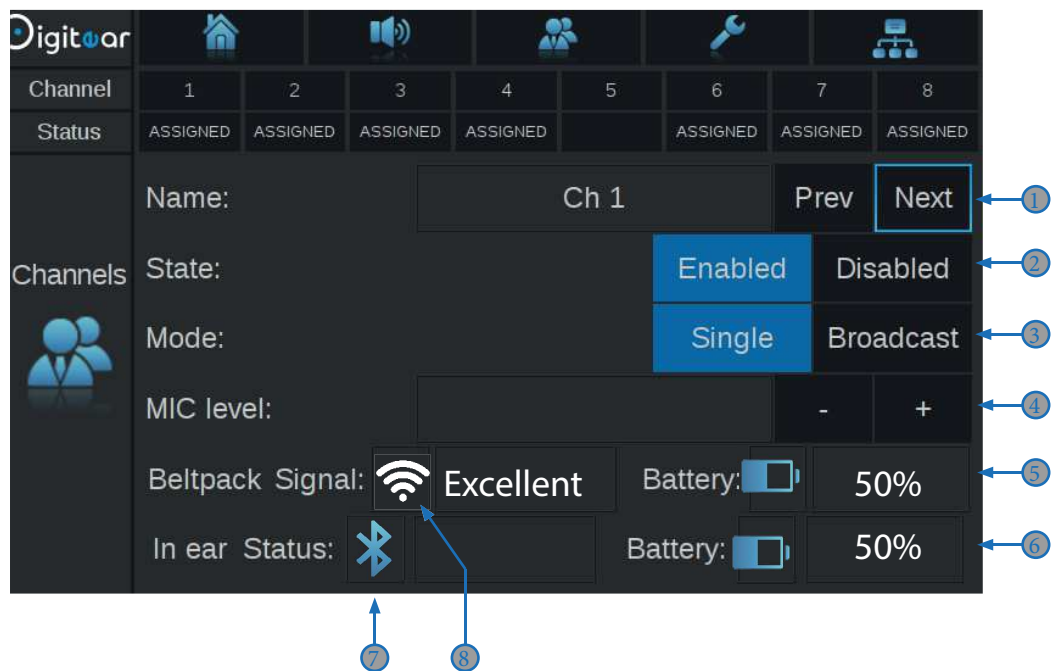 Digitear
Channel 1 2 3 4 5 6 7 8
Status ASSIGNED ASSIGNED ASSIGNED ASSIGNED ASSIGNED ASSIGNED ASSIGNED
Channels
Name: Ch 1 Prev Next 1
State: Enabled Disabled 2
Mode: Single Broadcast 3
MIC level: - + 4
Beltpack Signal: Excellent Battery: 50% 5
In ear Status: Battery: 50% 6
7 8